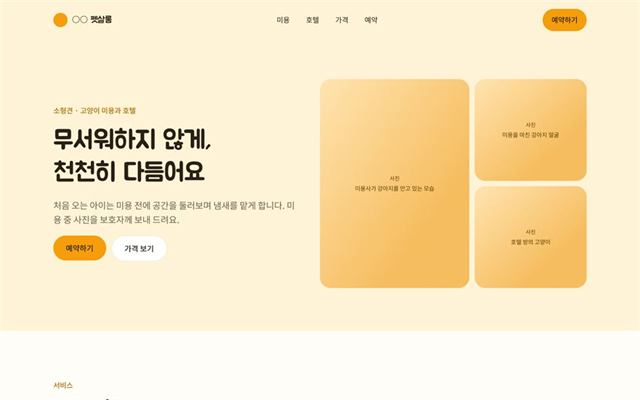 ○○ 펫살롱
미용 호텔 가격 예약
예약하기
소형견 · 고양이 미용과 호텔
무서워하지 않게,
천천히 다듬어요
처음 오는 아이는 미용 전에 공간을 둘러보며 냄새를 맡게 합니다. 미
용 중 사진을 보호자께 보내 드려요.
예약하기 가격 보기
사진
미용사가 강아지를 안고 있는 모습
사진
미용을 마친 강아지 얼굴
사진
호텔 방의 고양이
서비스